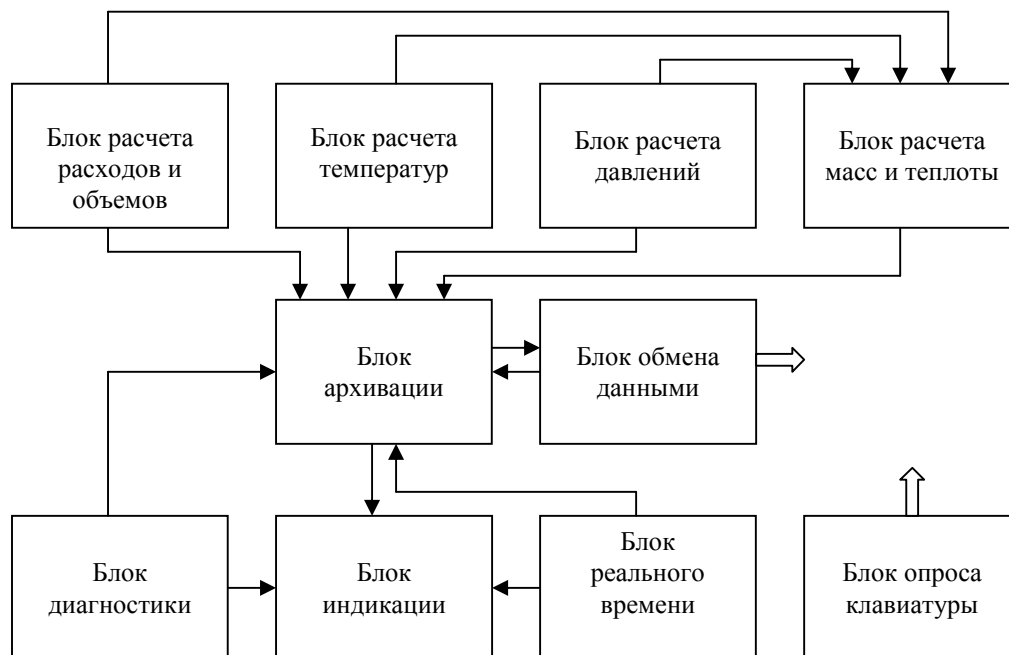 Блок расчета
расходов и
объемов
Блок расчета
температур
Блок расчета
давлений
Блок расчета
масс и теплоты
Блок
архивации
Блок обмена
данными
Блок
диагностики
Блок
индикации
Блок
реального
времени
Блок опроса
клавиатуры